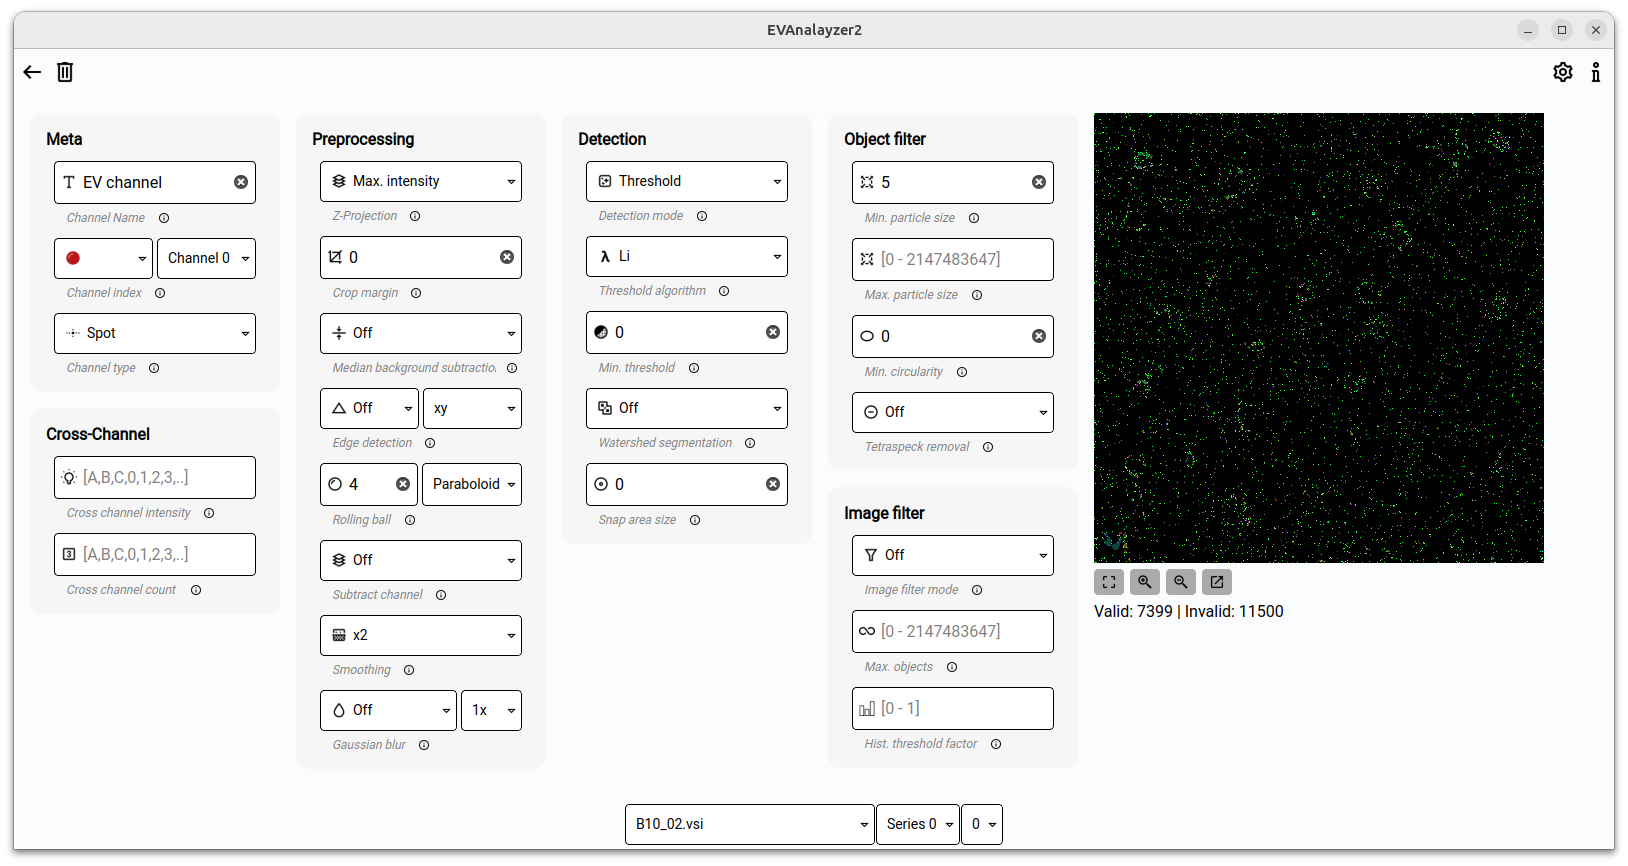 EVAnalayzer2
Meta
EV channel
Channel Name
Channel 0
Channel index
Spot
Channel type
Cross-Channel
[A,B,C,0,1,2,3,..]
Cross channel intensity
[A,B,C,0,1,2,3,..]
Cross channel count
Preprocessing
Max. intensity
Z-Projection
0
Crop margin
Off
Median background subtractio
Off
xy
Edge detection
4
Paraboloid
Rolling ball
Off
Subtract channel
x2
Smoothing
Off
1x
Gaussian blur
Detection
Threshold
Detection mode
Li
Threshold algorithm
0
Min. threshold
Off
Watershed segmentation
0
Snap area size
Object filter
5
Min. particle size
[0 - 2147483647]
Max. particle size
0
Min. circularity
Off
Tetraspeck removal
Image filter
Off
Image filter mode
[0 - 2147483647]
Max. objects
[0 - 1]
Hist. threshold factor
Valid: 7399 | Invalid: 11500
B10_02.vsi
Series 0
0